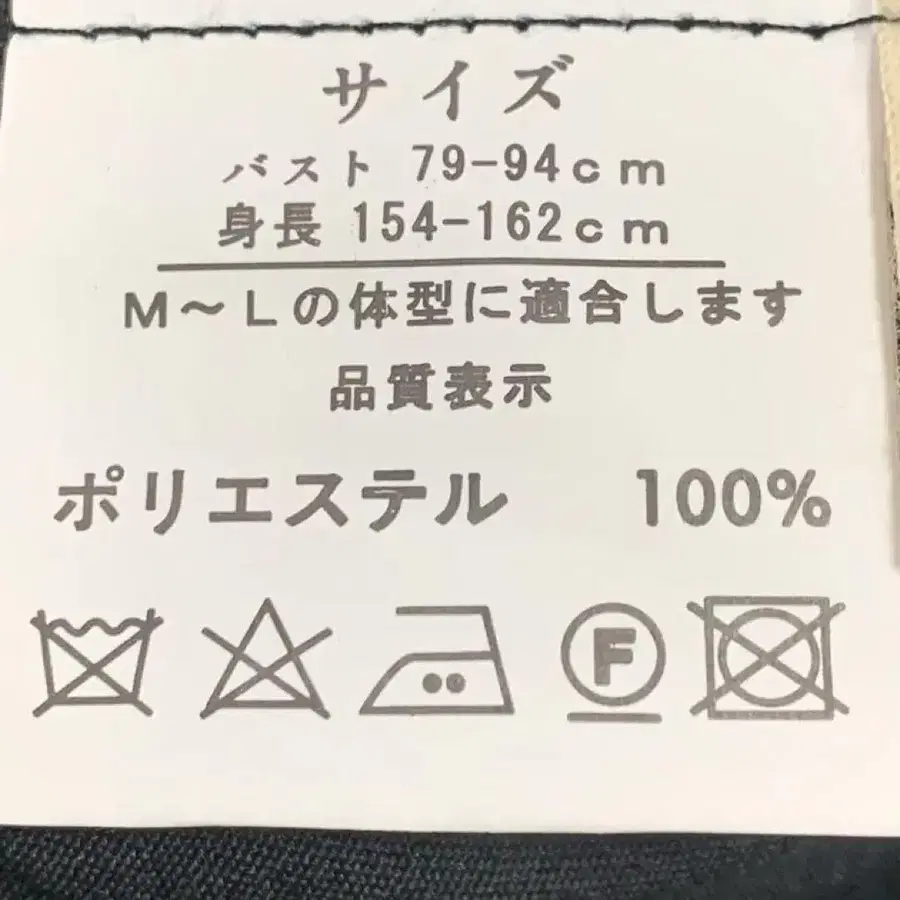 サイズ
バスト 79-94cm
身長 154-162cm
M～Lの体型に適合します
品質表示
ポリエステル 100%
F